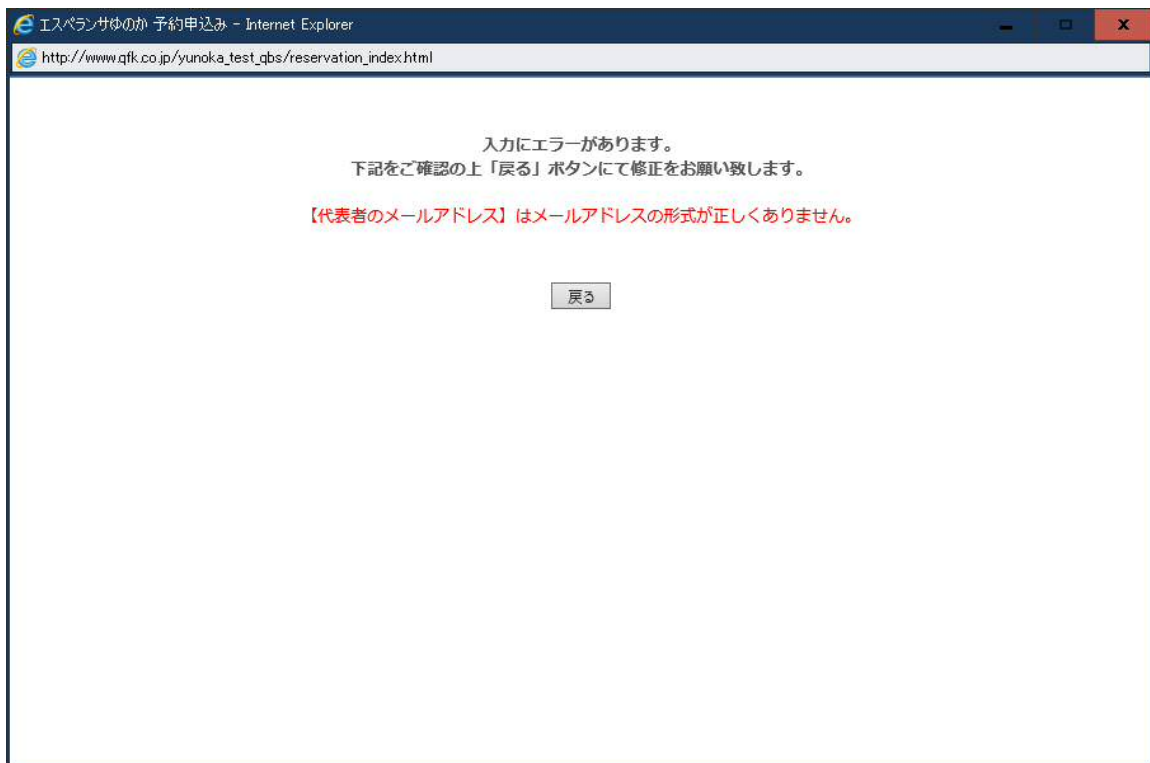 エスペランサゆのか 予約申込み - Internet Explorer
http://www.qfk.co.jp/yunoka_test_qbs/reservation_index.html
入力にエラーがあります。
下記をご確認の上「戻る」ボタンにて修正をお願い致します。
【代表者のメールアドレス】はメールアドレスの形式が正しくありません。
戻る